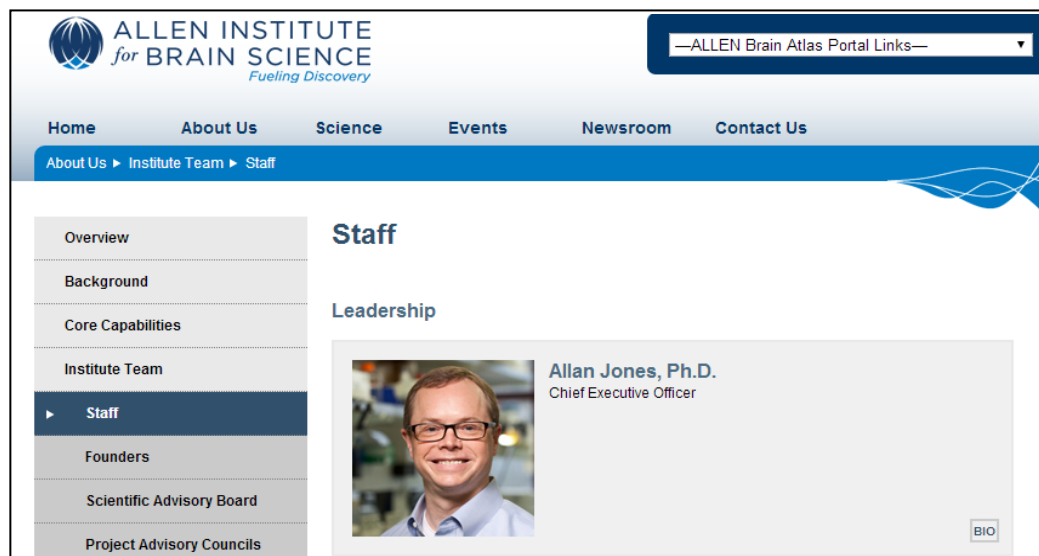 ALLEN INSTITUTE
for BRAIN SCIENCE
Fueling Discovery
—ALLEN Brain Atlas Portal Links—
Home About Us Science Events Newsroom Contact Us
About Us ► Institute Team ► Staff
Overview
Background
Core Capabilities
Institute Team
► Staff
Founders
Scientific Advisory Board
Project Advisory Councils
Staff
Leadership
Allan Jones, Ph.D.
Chief Executive Officer
BIO